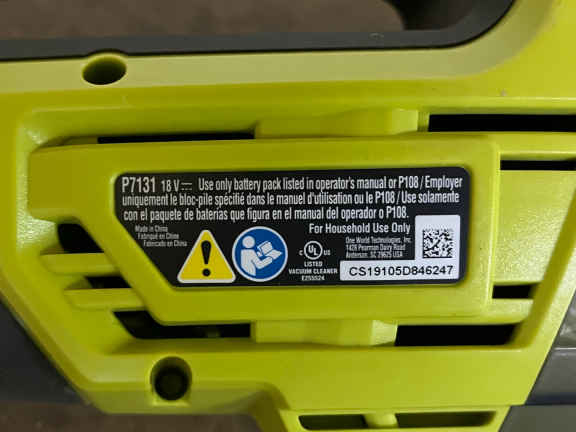 P7131 18 V⎓ Use only battery pack listed in operator's manual or P108 / Employer
uniquement le bloc-pile spécifié dans le manuel d'utilisation ou le P108 / Use solamente
con el paquete de baterías que figura en el manual del operador o P108.
Made in China
Fabriqué en Chine
Fabricado en China
For Household Use Only
C UL US
LISTED
VACUUM CLEANER
E255524
One World Technologies, Inc.
1428 Pearman Dairy Road
Anderson, SC 29625 USA
CS19105D846247